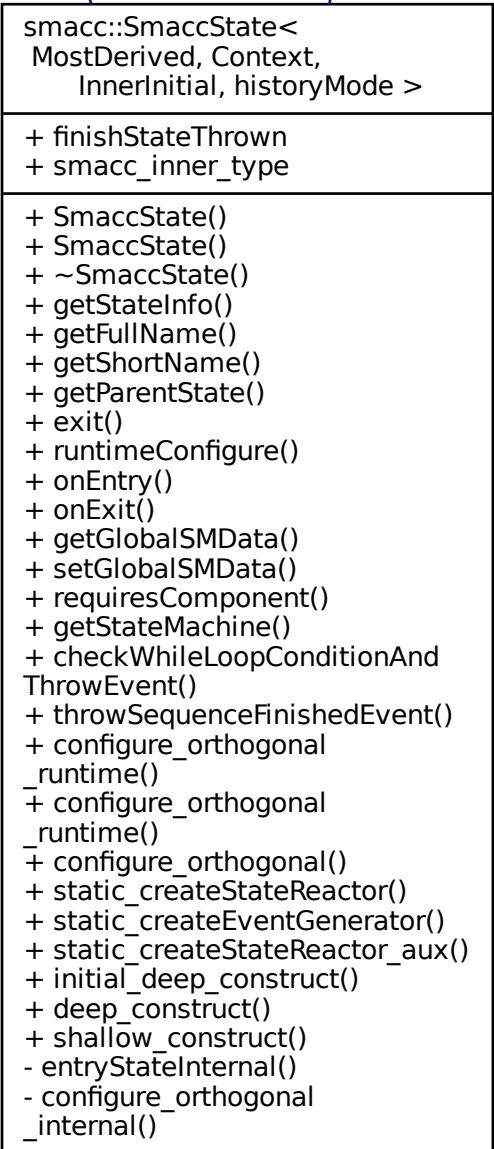 smacc::SmaccState<
MostDerived, Context,
InnerInitial, historyMode >
+ finishStateThrown
+ smacc_inner_type
+ SmaccState()
+ SmaccState()
+ ~SmaccState()
+ getStateInfo()
+ getFullName()
+ getShortName()
+ getParentState()
+ exit()
+ runtimeConfigure()
+ onEntry()
+ onExit()
+ getGlobalSMData()
+ setGlobalSMData()
+ requiresComponent()
+ getStateMachine()
+ checkWhileLoopConditionAnd
ThrowEvent()
+ throwSequenceFinishedEvent()
+ configure_orthogonal
_runtime()
+ configure_orthogonal
_runtime()
+ configure_orthogonal()
+ static_createStateReactor()
+ static_createEventGenerator()
+ static_createStateReactor_aux()
+ initial_deep_construct()
+ deep_construct()
+ shallow_construct()
- entryStateInternal()
- configure_orthogonal
_internal()